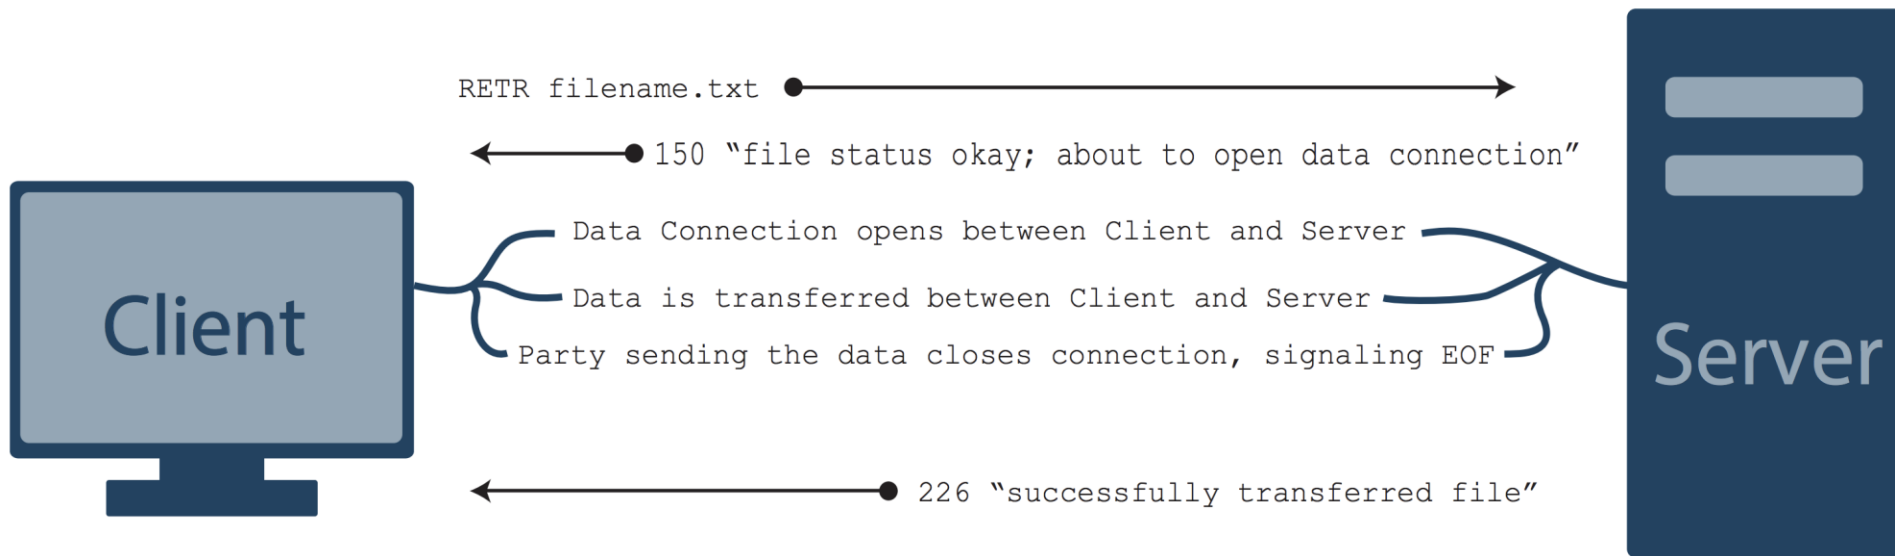 RETR filename.txt
150 “file status okay; about to open data connection”
Data Connection opens between Client and Server
Data is transferred between Client and Server
Party sending the data closes connection, signaling EOF
Client
Server
226 “successfully transferred file”